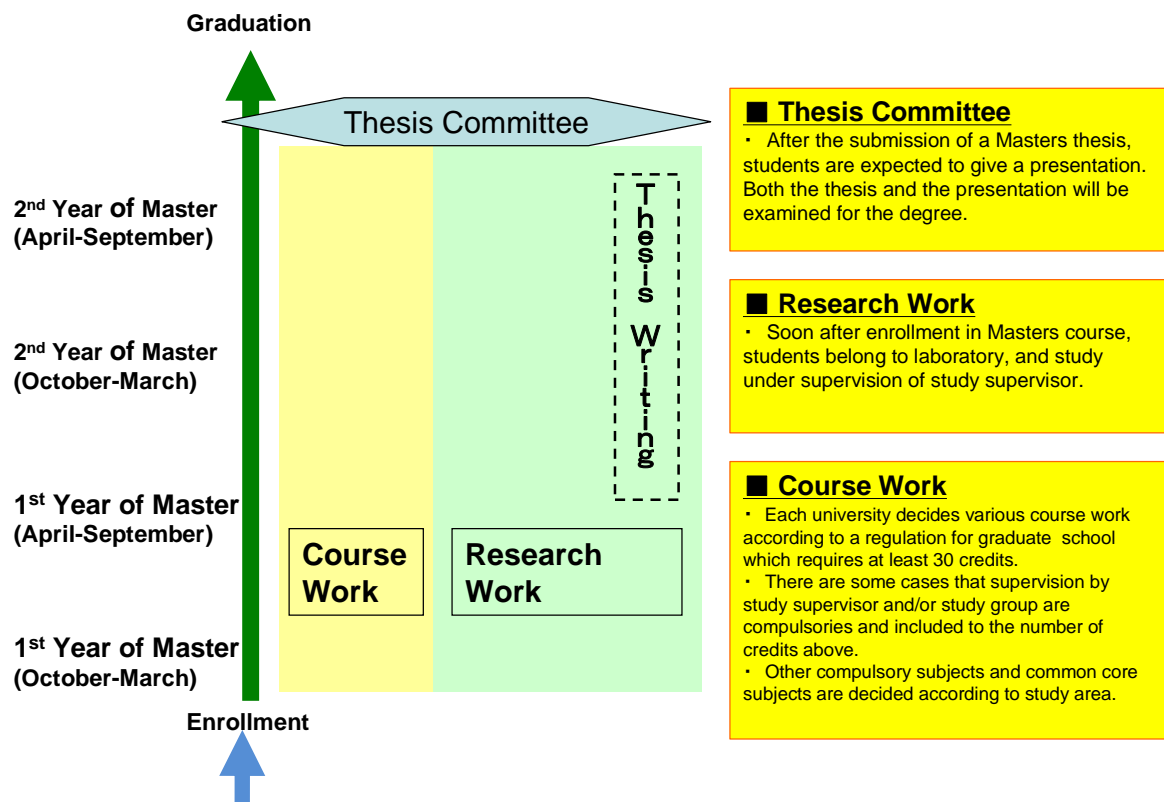 Graduation
Thesis Committee
2nd Year of Master
(April-September)
2nd Year of Master
(October-March)
1st Year of Master
(April-September)
1st Year of Master
(October-March)
Enrollment
Thesis Writing
Course
Work
Research
Work
■ Thesis Committee
・ After the submission of a Masters thesis,
students are expected to give a presentation.
Both the thesis and the presentation will be
examined for the degree.
■ Research Work
・ Soon after enrollment in Masters course,
students belong to laboratory, and study
under supervision of study supervisor.
■ Course Work
・ Each university decides various course work
according to a regulation for graduate school
which requires at least 30 credits.
・ There are some cases that supervision by
study supervisor and/or study group are
compulsories and included to the number of
credits above.
・ Other compulsory subjects and common core
subjects are decided according to study area.